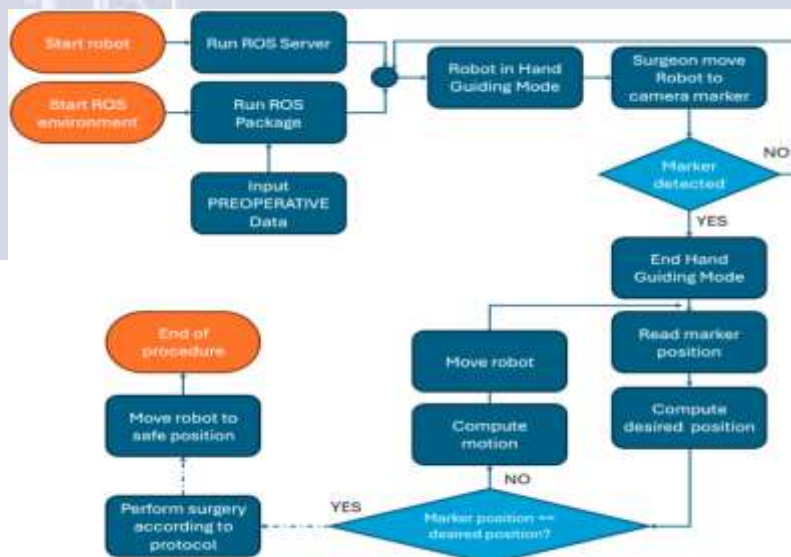 Start robot
Run ROS Server
Robot in Hand
Guiding Mode
Surgeon move
Robot to
camera marker
Start ROS
environment
Run ROS
Package
Marker
detected
NO
Input
PREOPERATIVE
Data
YES
End Hand
Guiding Mode
End of
procedure
Move robot
Read marker
position
Move robot to
safe position
Compute
motion
Compute
desired position
NO
Perform surgery
according to
protocol
YES
Marker position ==
desired position?